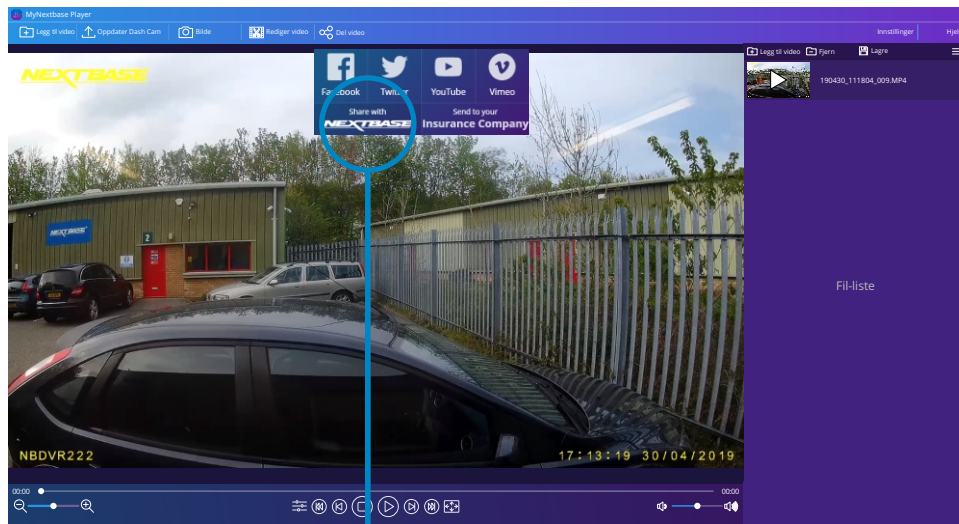 MyNextbase Player
Legg til video Oppdater Dash Cam Bilde Rediger video Del video Innstillinger Hjel
Legg til video Fjern Lagre
NEXTBASE
Facebook Twitter YouTube Vimeo
Share with
NEXTBASE
Send to your
Insurance Company
190430_111804_009.MP4
NEXTBASE
2
Fil-liste
NBDVR222
17:13:19 30/04/2019
00:00 00:00